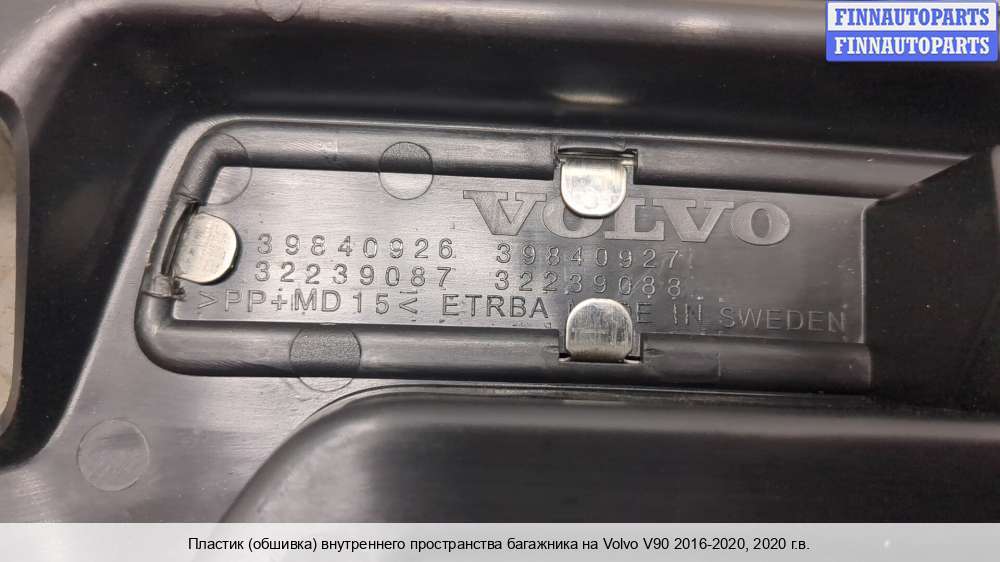 FINNAUTOPARTS
FINNAUTOPARTS
VOLVO
39840926 39840927
32239087 32239088
>PP+MD15< ETRBA IN SWEDEN
Пластик (обшивка) внутреннего пространства багажника на Volvo V90 2016-2020, 2020 г.в.